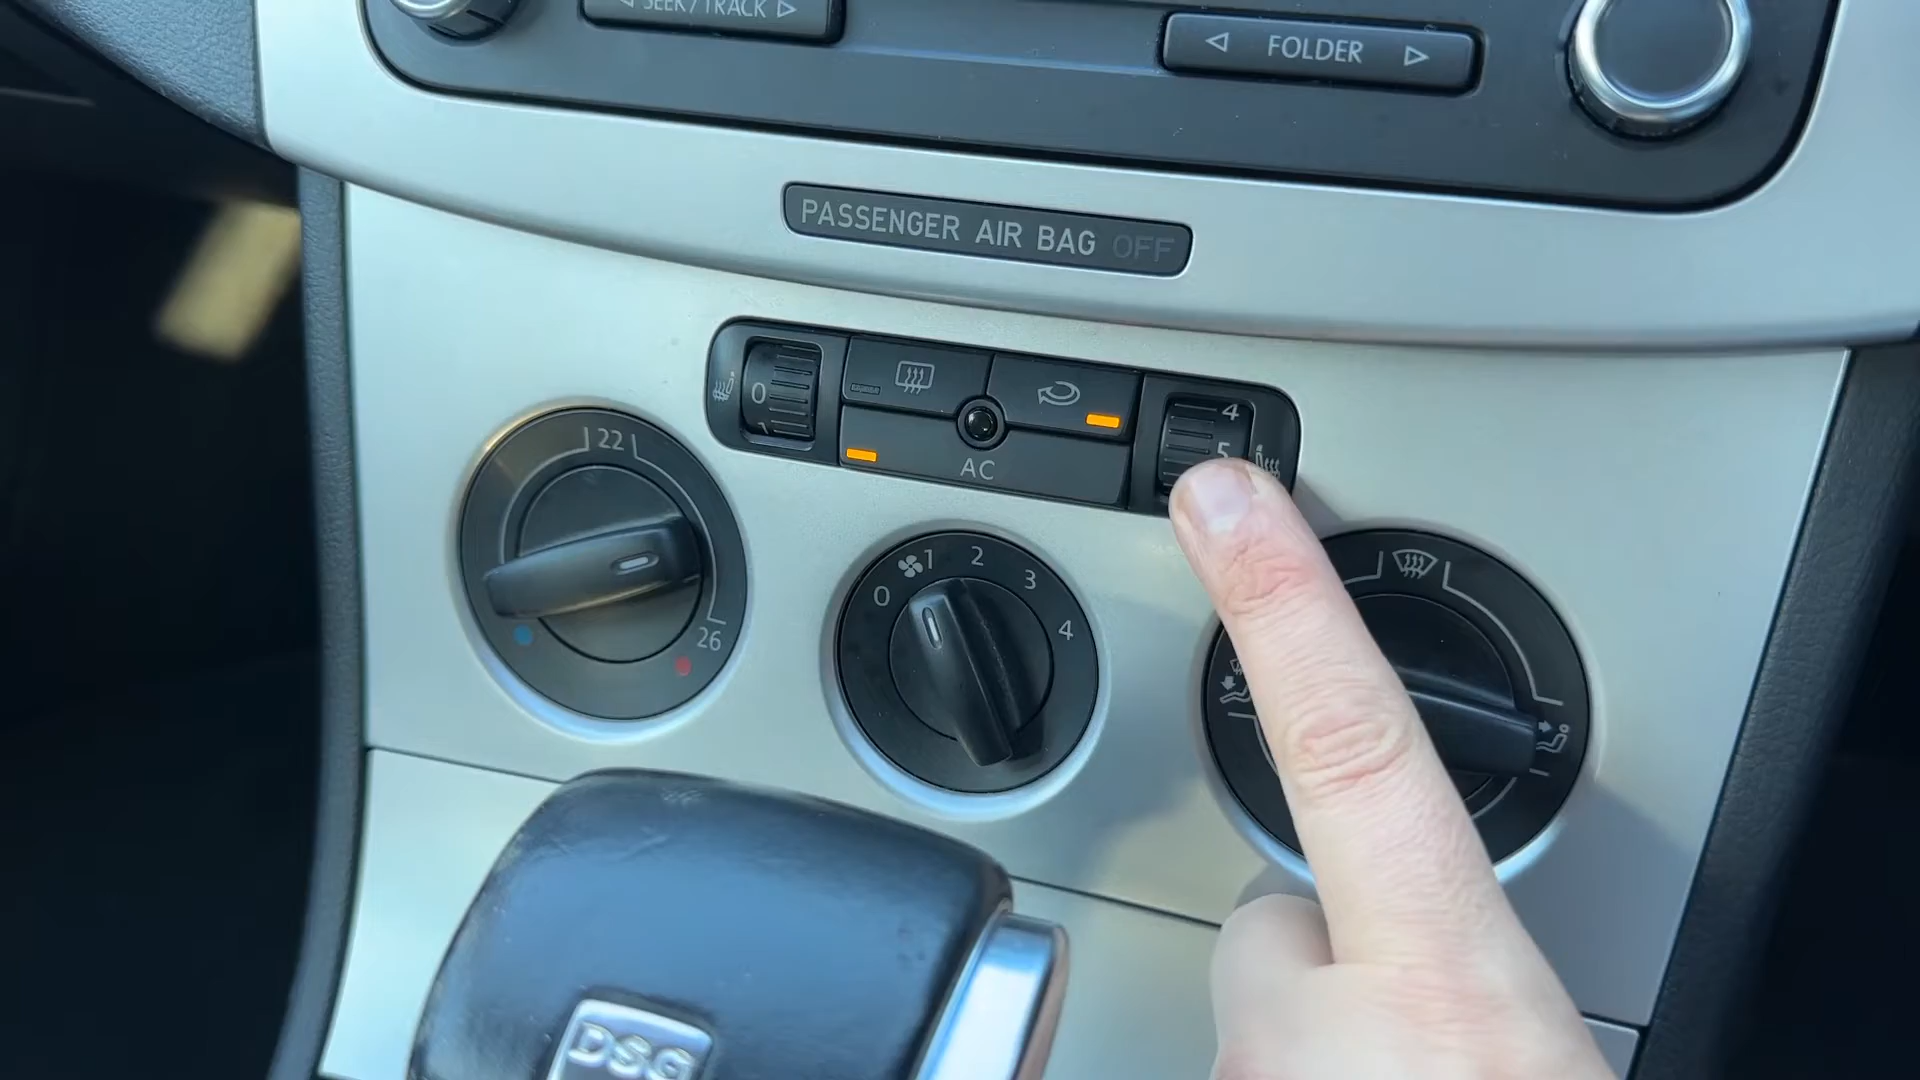 SEEK/TRACK
FOLDER
PASSENGER AIR BAG OFF
0
1
4
5
AC
22
26
0 1 2 3 4
DSG